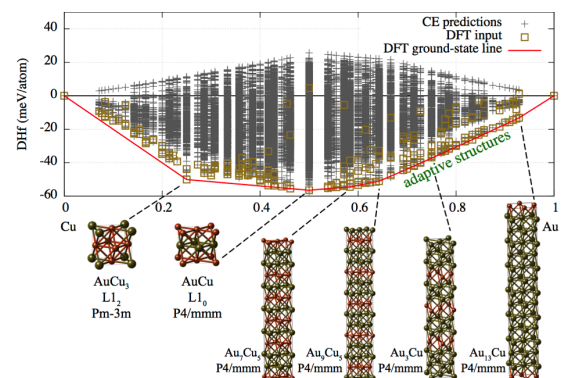 CE predictions
DFT input
DFT ground-state line
DHf (meV/atom)
40
20
0
-20
-40
-60
adaptive structures
0
0.2
0.4
0.6
0.8
1
Cu
Au
AuCu₃
L1₂
Pm-3m
AuCu
L1₀
P4/mmm
Au₇Cu₅
P4/mmm
Au₉Cu₅
P4/mmm
Au₃Cu
P4/mmm
Au₁₃Cu
P4/mmm